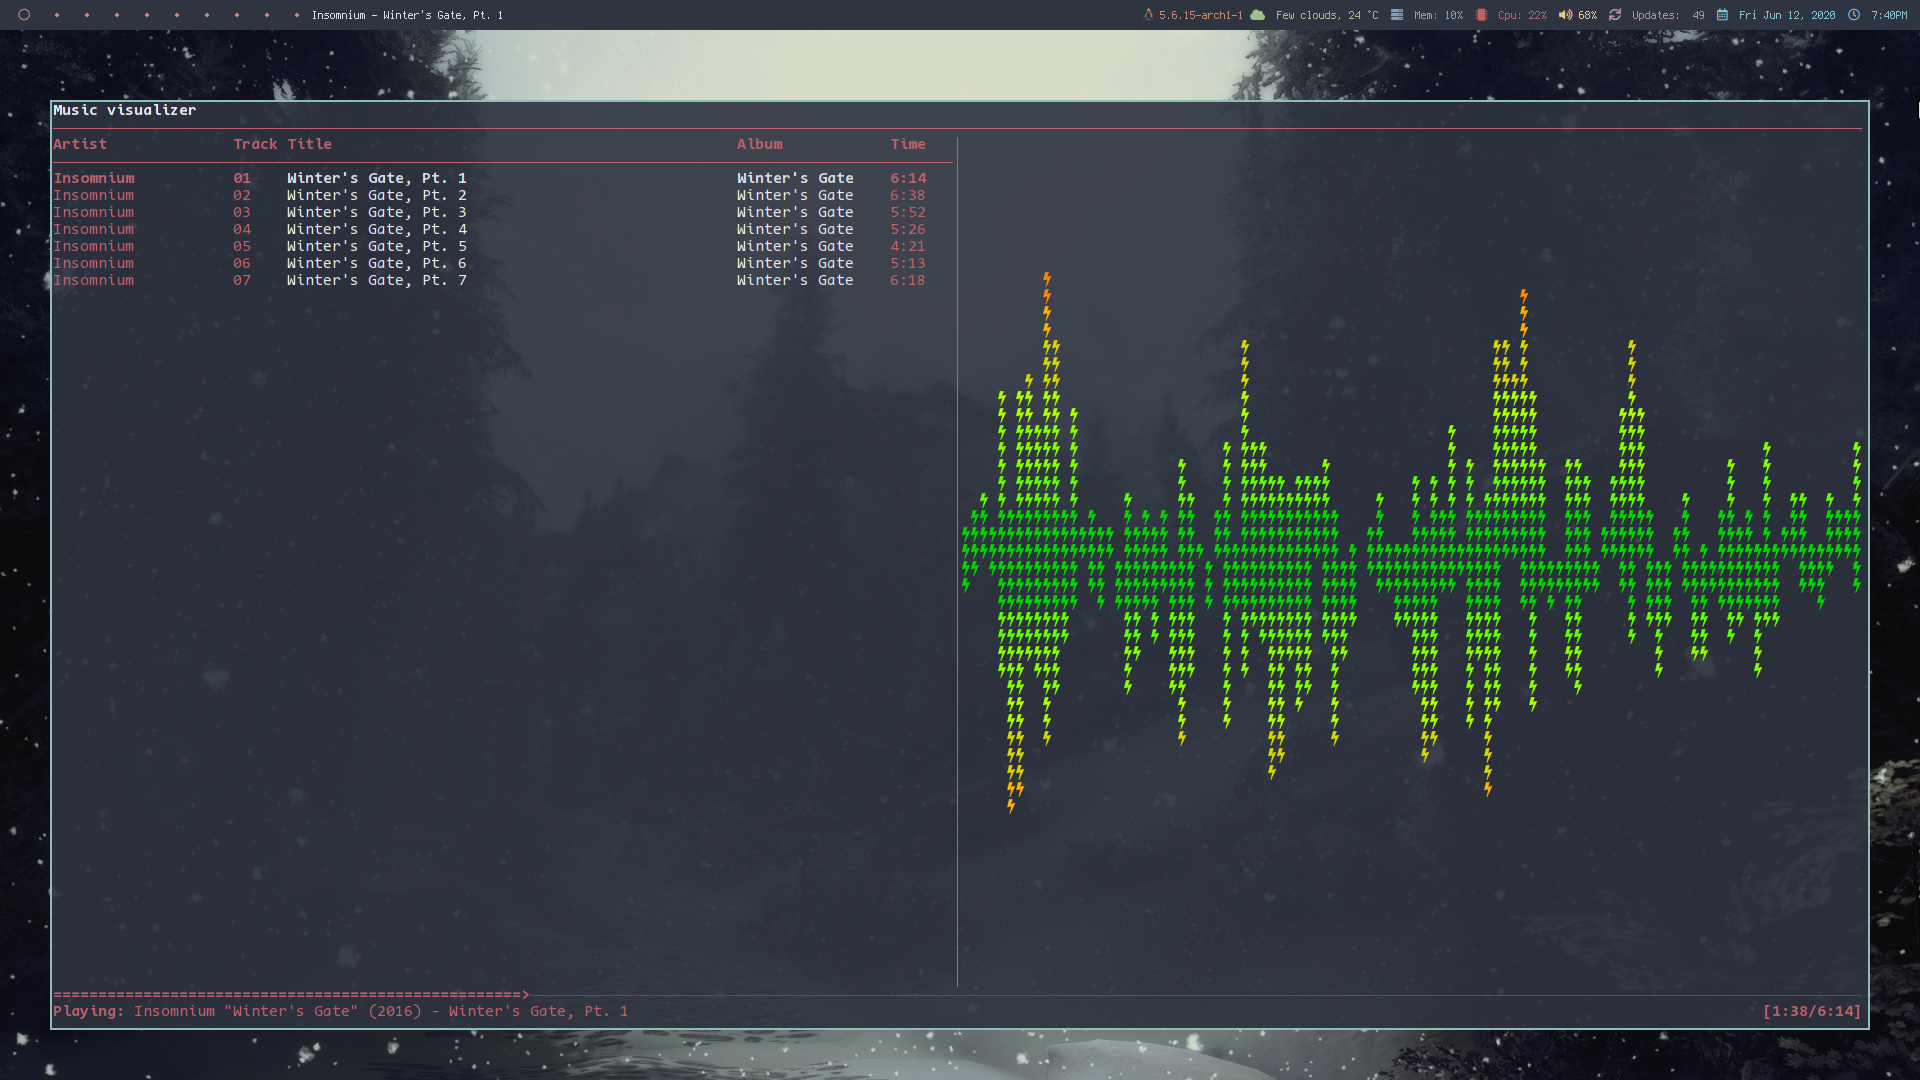 Insomnium - Winter's Gate, Pt. 1 5.6.15-arch1-1 Few clouds, 24 °C Mem: 10% Cpu: 22% 68% Updates: 49 Fri Jun 12, 2020 7:40PM
Music visualizer
Artist Track Title Album Time
Insomnium 01 Winter's Gate, Pt. 1 Winter's Gate 6:14
Insomnium 02 Winter's Gate, Pt. 2 Winter's Gate 6:38
Insomnium 03 Winter's Gate, Pt. 3 Winter's Gate 5:52
Insomnium 04 Winter's Gate, Pt. 4 Winter's Gate 5:26
Insomnium 05 Winter's Gate, Pt. 5 Winter's Gate 4:21
Insomnium 06 Winter's Gate, Pt. 6 Winter's Gate 5:13
Insomnium 07 Winter's Gate, Pt. 7 Winter's Gate 6:18
Playing: Insomnium "Winter's Gate" (2016) - Winter's Gate, Pt. 1 [1:38/6:14]